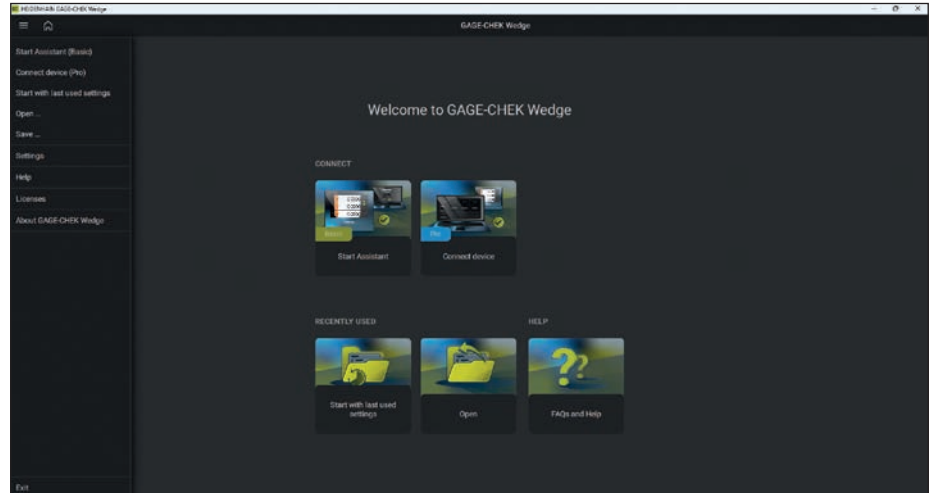 HEIDENHAIN GAGE-CHEK Wedge
GAGE-CHEK Wedge
Start Assistant (Basic)
Connect device (Pro)
Start with last used settings
Open ...
Save ...
Settings
Help
Licenses
About GAGE-CHEK Wedge
Exit
Welcome to GAGE-CHEK Wedge
CONNECT
Basic
Start Assistant
Pro
Connect device
RECENTLY USED
Start with last used
settings
Open
HELP
FAQs and Help